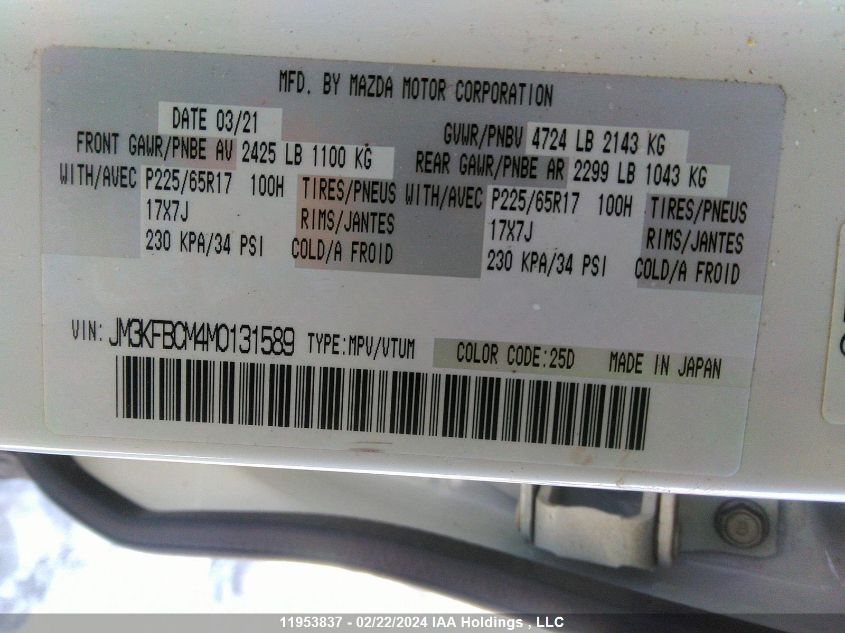 MFD. BY MAZDA MOTOR CORPORATION
DATE 03/21 GVWR/PNBV 4724 LB 2143 KG
FRONT GAWR/PNBE AV 2425 LB 1100 KG REAR GAWR/PNBE AR 2299 LB 1043 KG
WITH/AVEC P225/65R17 100H TIRES/PNEUS WITH/AVEC P225/65R17 100H TIRES/PNEUS
17X7J RIMS/JANTES 17X7J RIMS/JANTES
230 KPA/34 PSI COLD/A FROID 230 KPA/34 PSI COLD/A FROID
VIN: JM3KFBCM4M0131589 TYPE:MPV/VTUM COLOR CODE:25D MADE IN JAPAN
11953837 - 02/22/2024 IAA Holdings , LLC